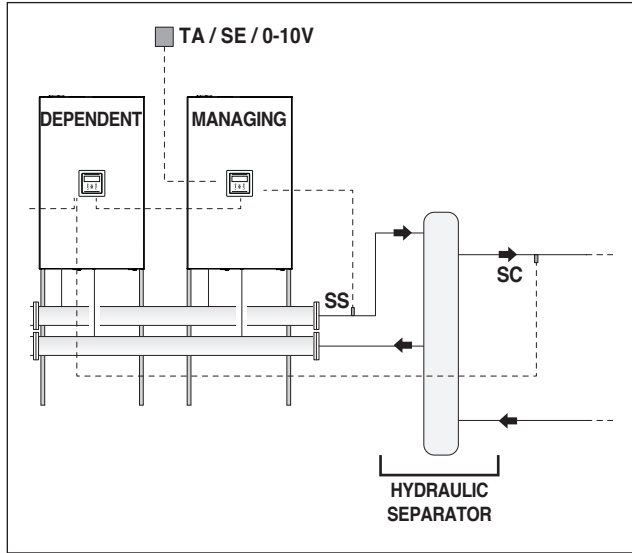 TA / SE / 0-10V
DEPENDENT
MANAGING
SS
SC
HYDRAULIC
SEPARATOR